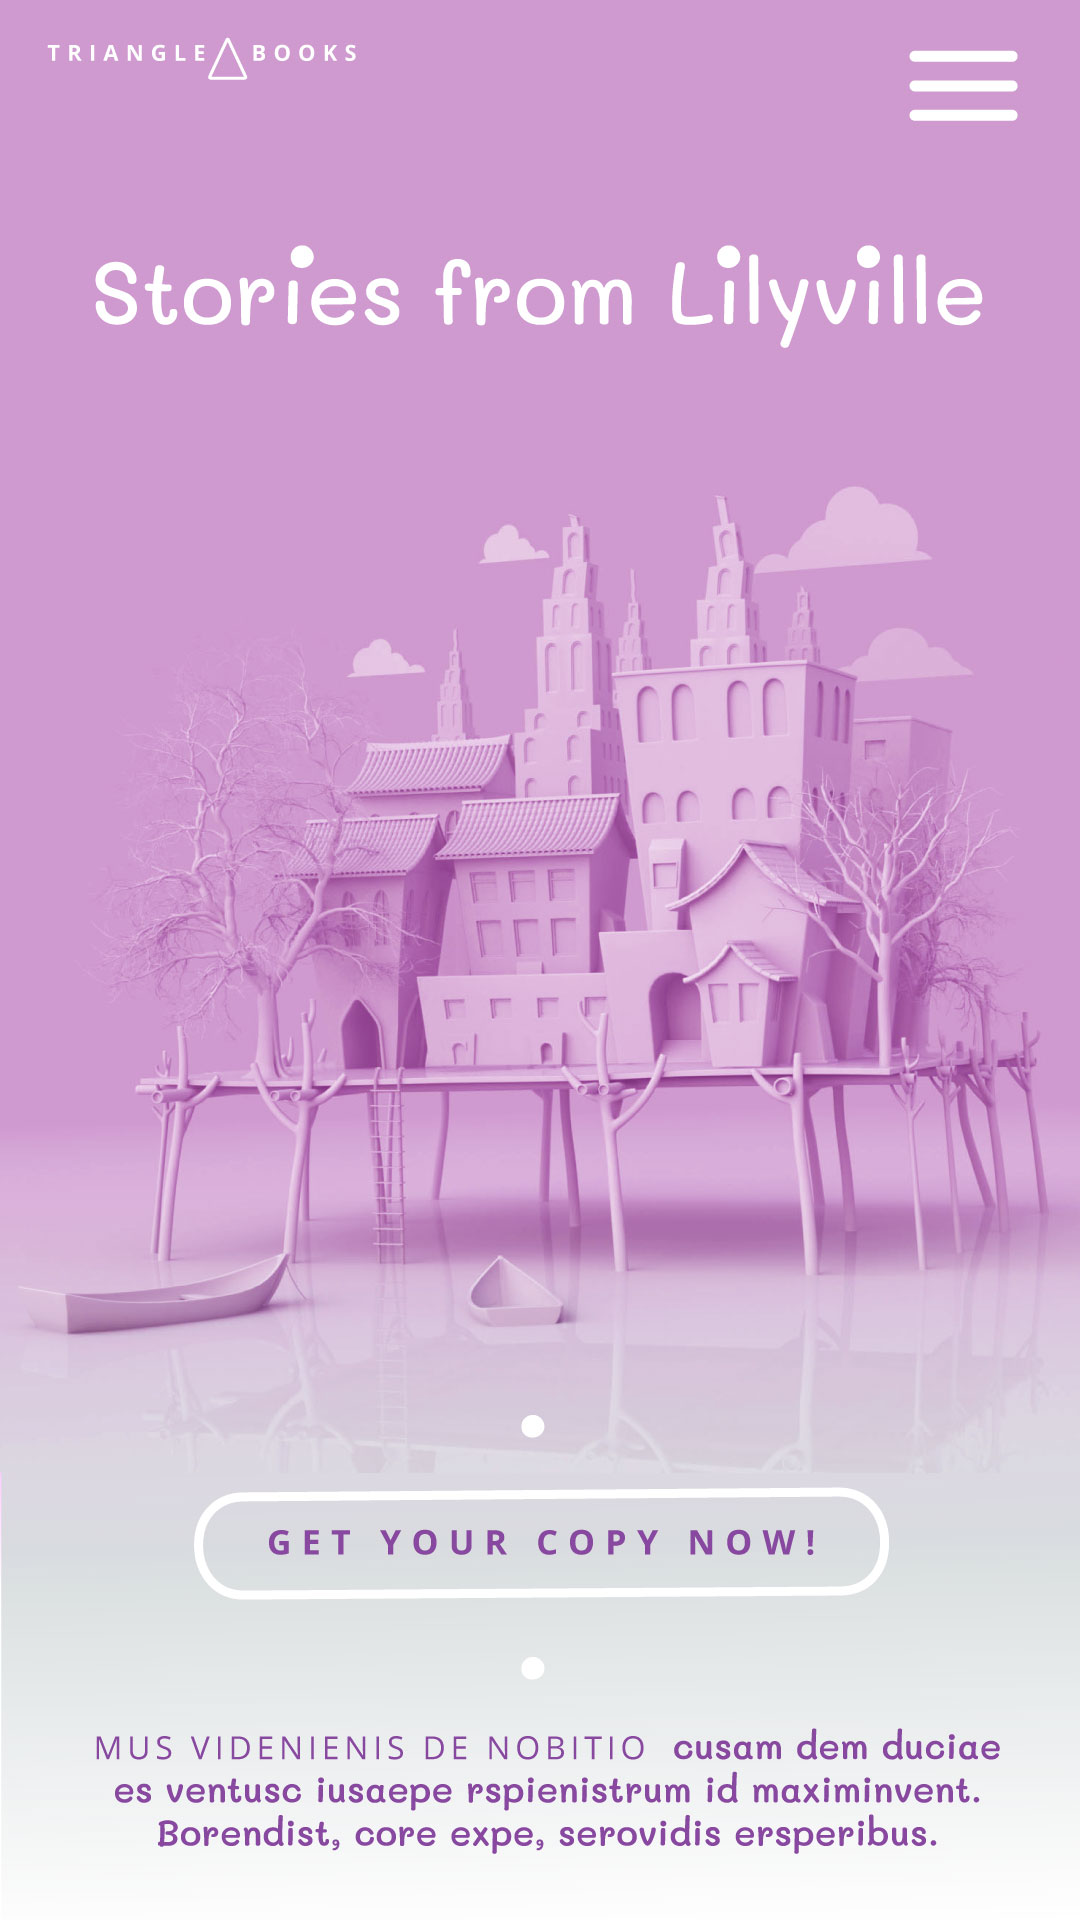 TRIANGLE BOOKS
Stories from Lilyville
GET YOUR COPY NOW!
MUS VIDENIENIS DE NOBITIO cusam dem duciae
es ventusc iusaepe rspienistrum id maximinvent.
Borendist, core expe, serovidis ersperibus.